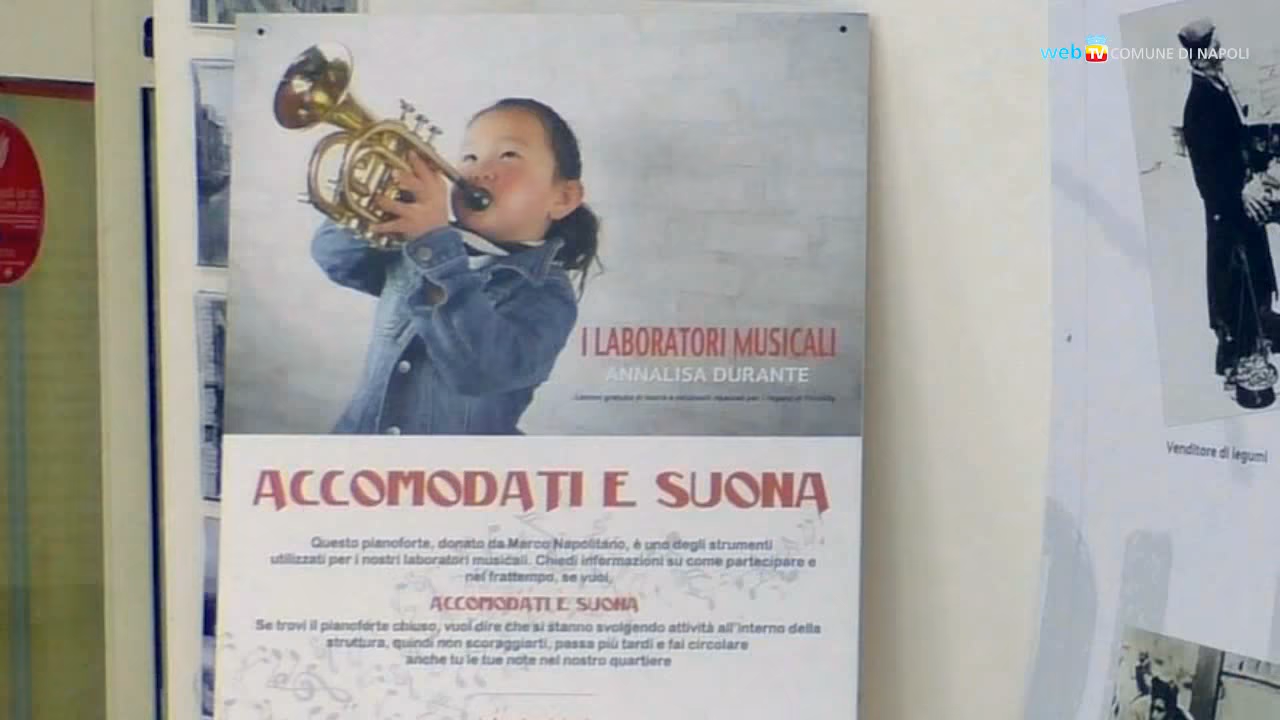 web TV COMUNE DI NAPOLI
I LABORATORI MUSICALI
ANNALISA DURANTE
ACCOMODATI E SUONA
Questo pianoforte, donato da Marco Napolitano, è uno degli strumenti
utilizzati per i nostri laboratori musicali. Chiedi informazioni su come partecipare e
nel frattempo, se vuoi,
ACCOMODATI E SUONA
Se trovi il pianoforte chiuso, vuol dire che si stanno svolgendo attività all'interno della
struttura, quindi non scoraggiarti, passa più tardi e fai circolare
anche tu le tue note nel nostro quartiere
Venditore di legumi